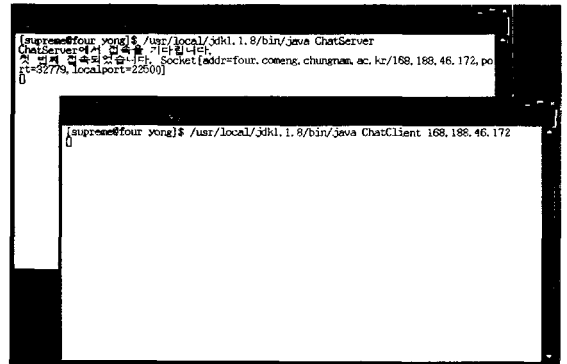 [supreme@four yong]$ /usr/local/jdk1.1.8/bin/java ChatServer
ChatServer에서 접속을 기다립니다.
첫 번째 접속되었습니다. Socket[addr=four.comeng.chungnam.ac.kr/168.188.46.172,po
rt=32779,localport=22500]
[supreme@four yong]$ /usr/local/jdk1.1.8/bin/java ChatClient 168.188.46.172